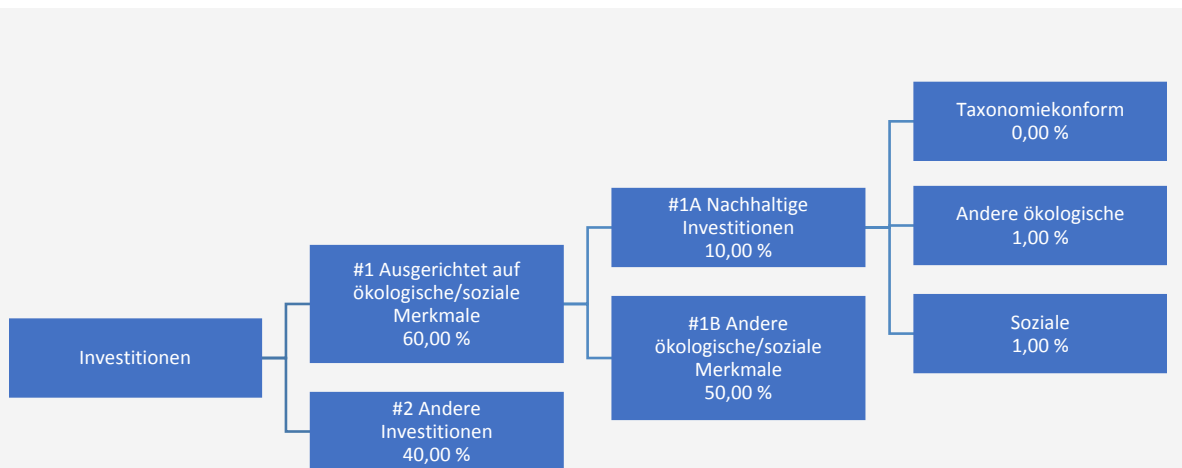 Investitionen
#1 Ausgerichtet auf
ökologische/soziale
Merkmale
60,00 %
#2 Andere
Investitionen
40,00 %
#1A Nachhaltige
Investitionen
10,00 %
#1B Andere
ökologische/soziale
Merkmale
50,00 %
Taxonomiekonform
0,00 %
Andere ökologische
1,00 %
Soziale
1,00 %